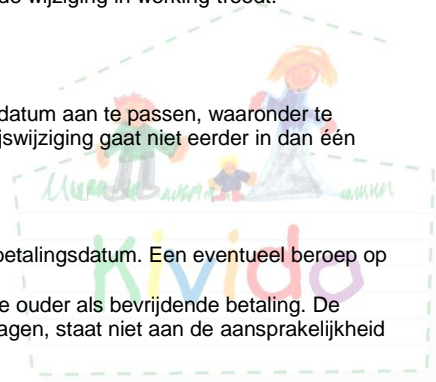 de wijziging in werking treedt.
datum aan te passen, waaronder te
jswijziging gaat niet eerder in dan één
betalingsdatum. Een eventueel beroep op
Kivido
e ouder als bevrijdende betaling. De
agen, staat niet aan de aansprakelijkheid